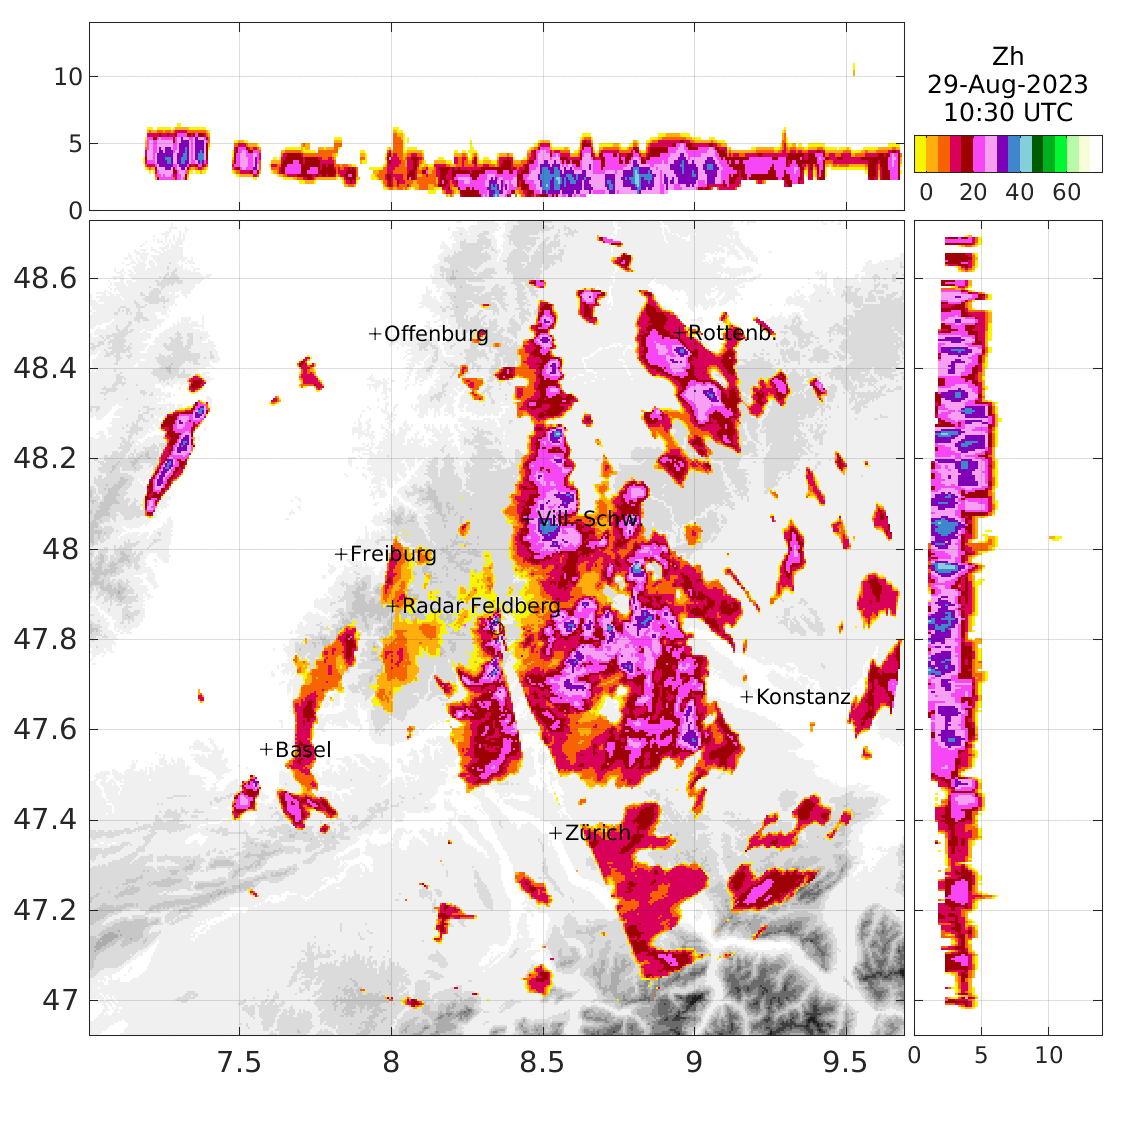 10
5
0
Zh
29-Aug-2023
10:30 UTC
0 20 40 60
48.6
48.4
48.2
48
47.8
47.6
47.4
47.2
47
+Offenburg
+Rottenb.
+Vill.-Schw.
+Freiburg
+Radar Feldberg
+Konstanz
+Basel
+Zürich
7.5 8 8.5 9 9.5
0 5 10